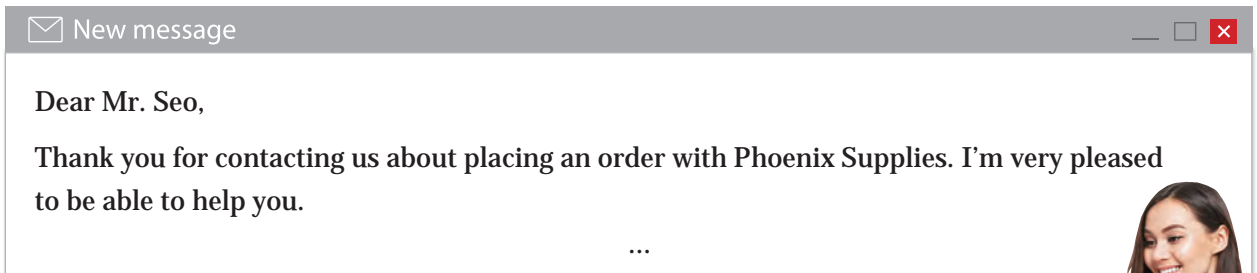 New message
Dear Mr. Seo,
Thank you for contacting us about placing an order with Phoenix Supplies. I’m very pleased
to be able to help you.
...